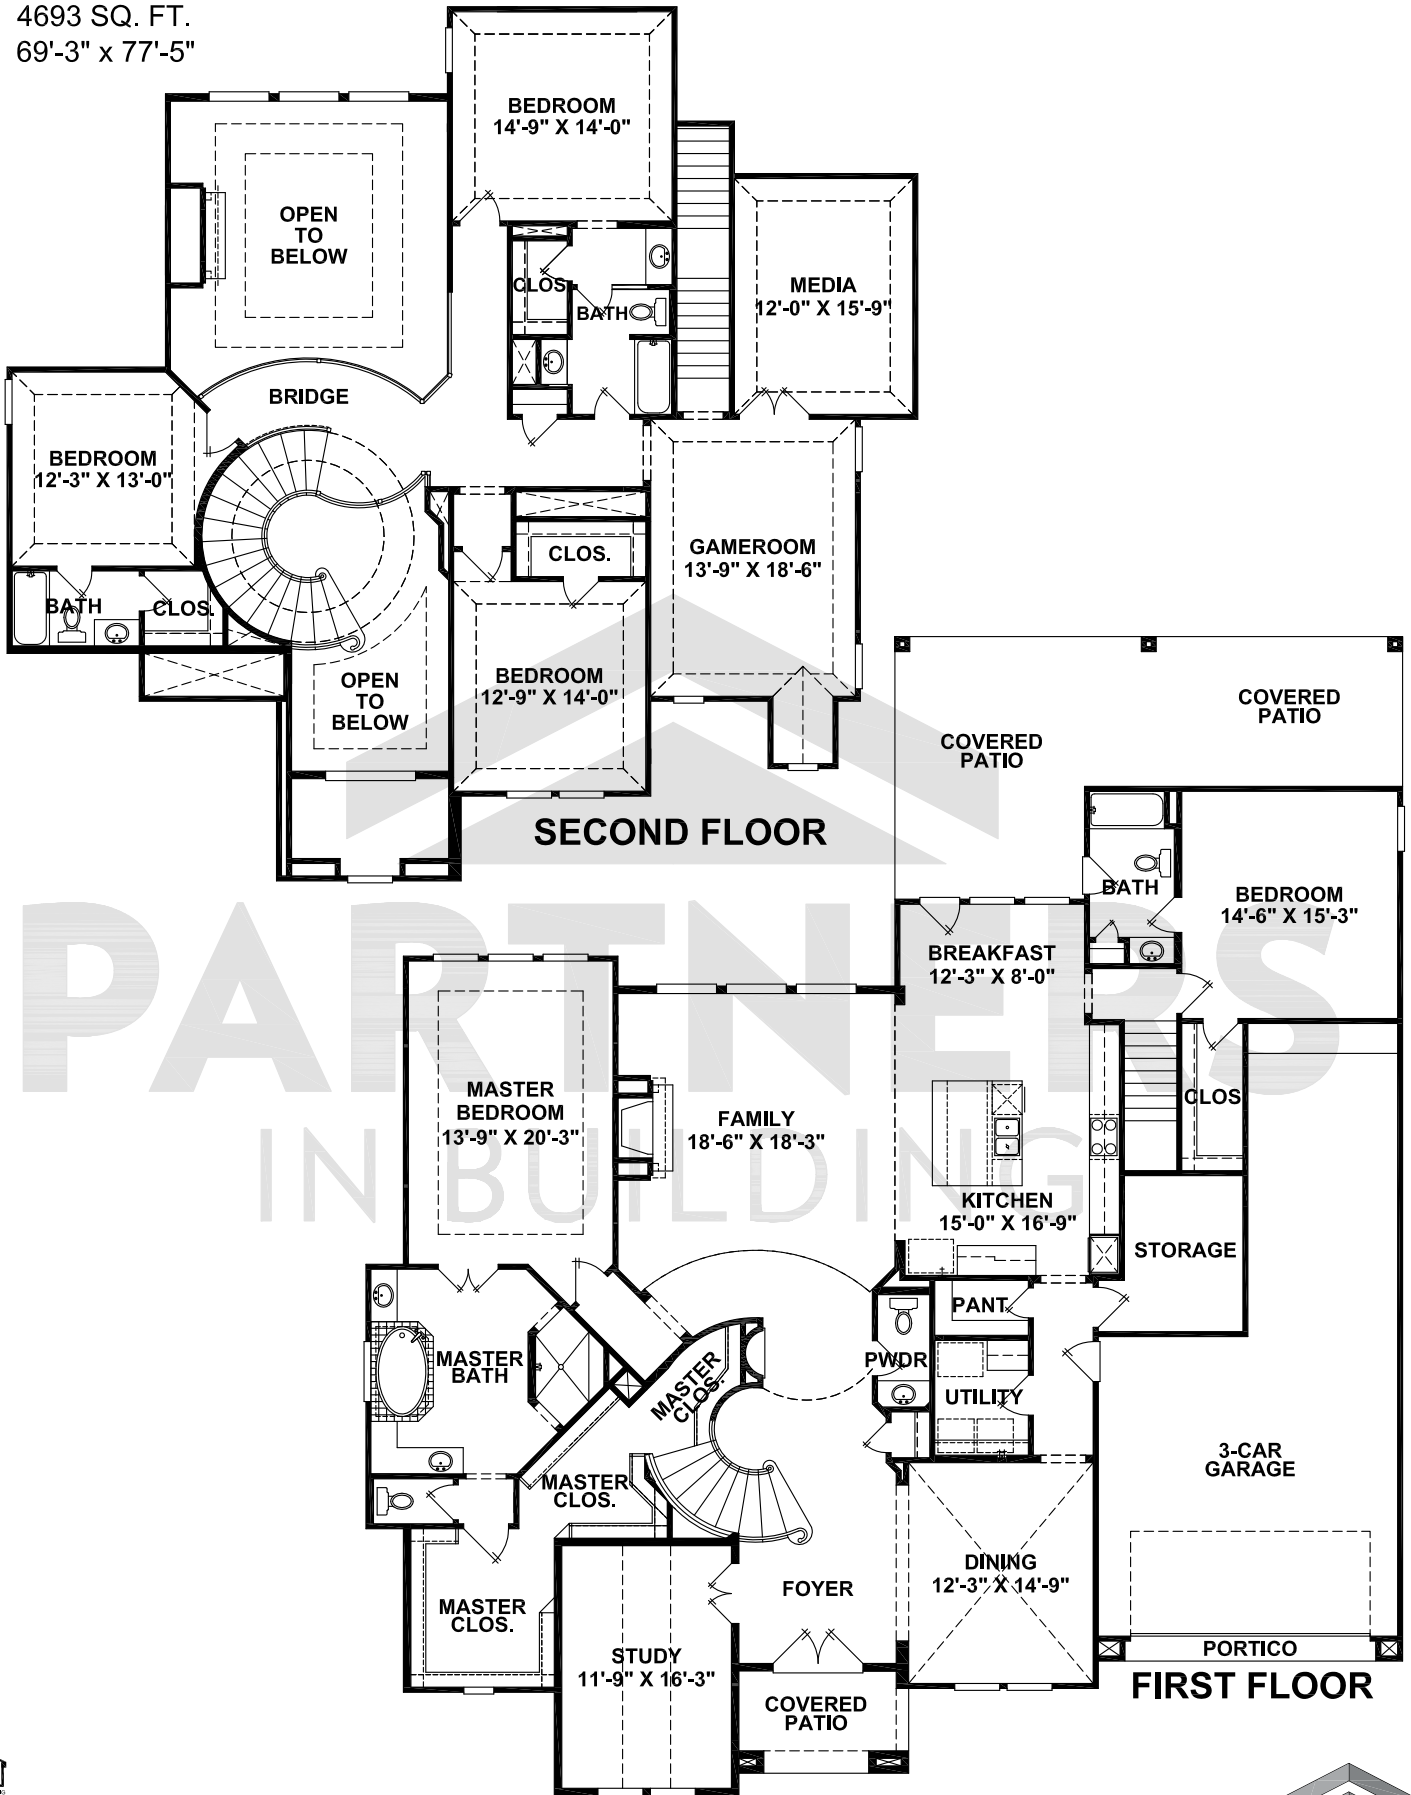 4693 SQ. FT.
69'-3" x 77'-5"
BEDROOM
14'-9" X 14'-0"
OPEN
TO
BELOW
CLOS.
BATH
MEDIA
12'-0" X 15'-9"
BRIDGE
BEDROOM
12'-3" X 13'-0"
BATH
CLOS.
CLOS.
GAMEROOM
13'-9" X 18'-6"
BEDROOM
12'-9" X 14'-0"
OPEN
TO
BELOW
SECOND FLOOR
COVERED
PATIO
COVERED
PATIO
PARTNERS
IN BUILDING
BATH
BEDROOM
14'-6" X 15'-3"
BREAKFAST
12'-3" X 8'-0"
MASTER
BEDROOM
13'-9" X 20'-3"
FAMILY
18'-6" X 18'-3"
CLOS
KITCHEN
15'-0" X 16'-9"
STORAGE
PANT.
MASTER
BATH
MASTER
CLOS.
PWDR
UTILITY
3-CAR
GARAGE
MASTER
CLOS.
DINING
12'-3" X 14'-9"
FOYER
MASTER
CLOS.
STUDY
11'-9" X 16'-3"
PORTICO
FIRST FLOOR
COVERED
PATIO